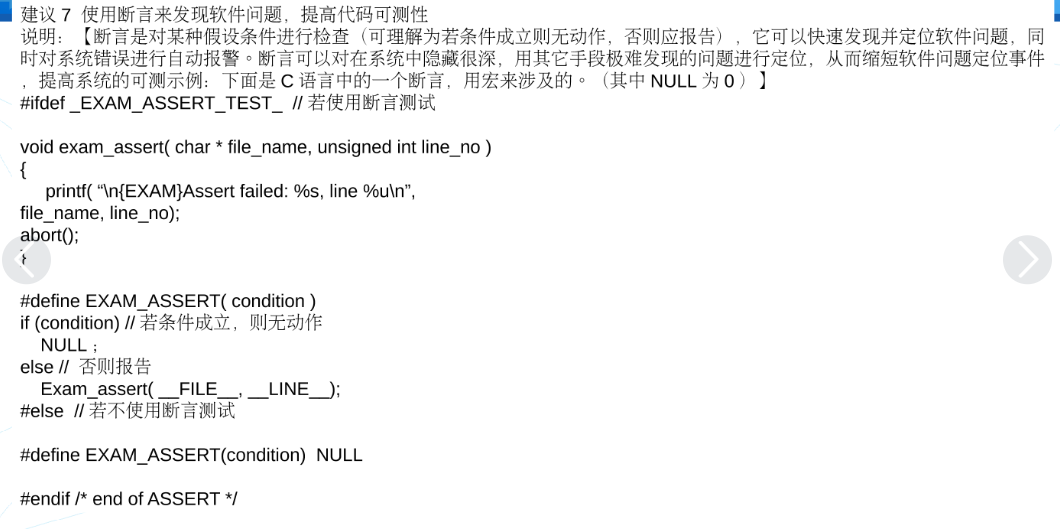 建议 7  使用断言来发现软件问题，提高代码可测性
说明：【断言是对某种假设条件进行检查（可理解为若条件成立则无动作，否则应报告），它可以快速发现并定位软件问题，同
时对系统错误进行自动报警。断言可以对在系统中隐藏很深，用其它手段极难发现的问题进行定位，从而缩短软件问题定位事件
，提高系统的可测示例：下面是 C 语言中的一个断言，用宏来涉及的。（其中 NULL 为 0 ）】
#ifdef _EXAM_ASSERT_TEST_  // 若使用断言测试
void exam_assert( char * file_name, unsigned int line_no )
{
printf( “\n{EXAM}Assert failed: %s, line %u\n”,
file_name, line_no);
abort();
}
#define EXAM_ASSERT( condition )
if (condition) // 若条件成立，则无动作
NULL ;
else //  否则报告
Exam_assert( __FILE__, __LINE__);
#else  // 若不使用断言测试
#define EXAM_ASSERT(condition)  NULL
#endif /* end of ASSERT */